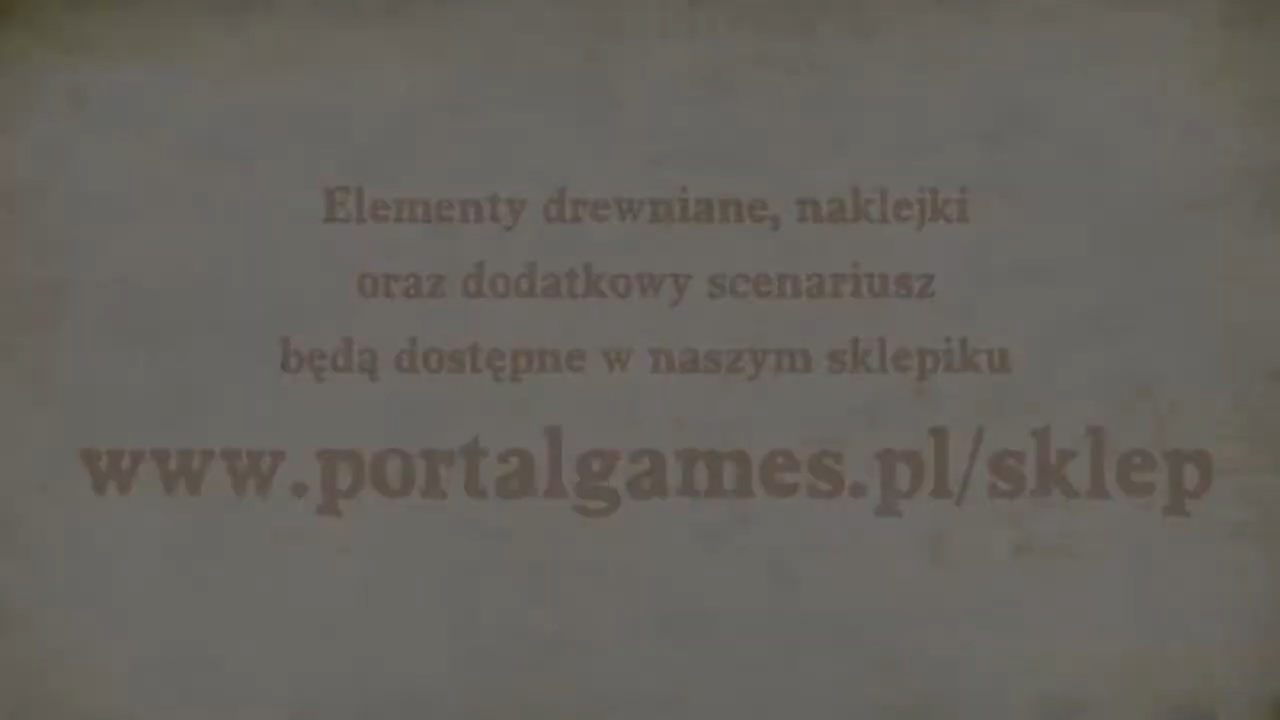 Elementy drewniane, naklejki
oraz dodatkowy scenariusz
będą dostępne w naszym sklepiku
www.portalgames.pl/sklep